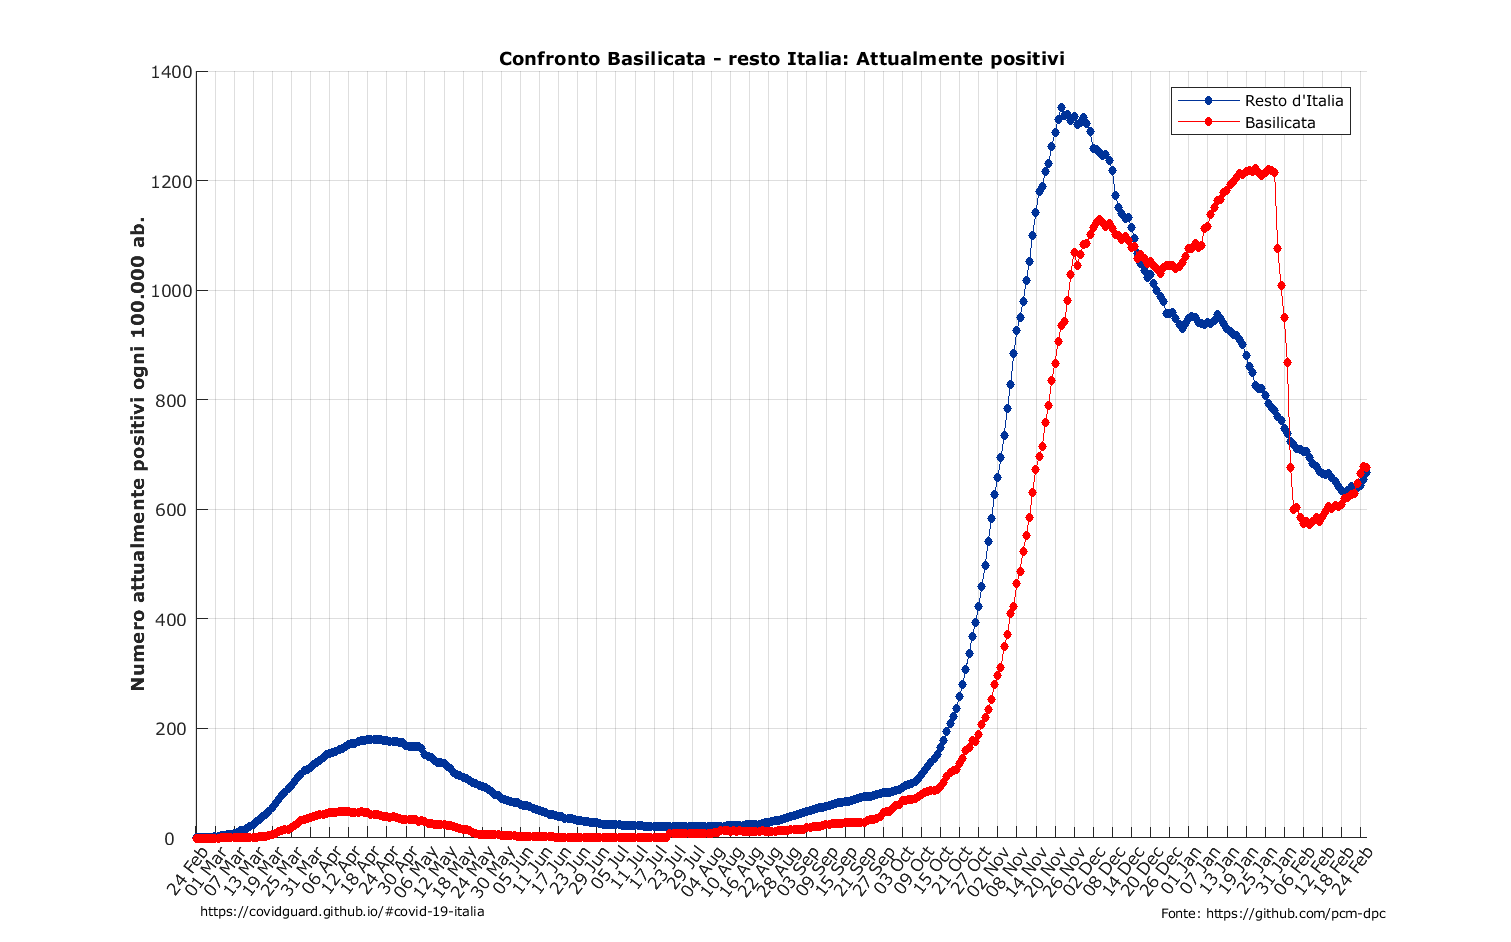 Confronto Basilicata - resto Italia: Attualmente positivi
Resto d'Italia
Basilicata
Numero attualmente positivi ogni 100.000 ab.
1400
1200
1000
800
600
400
200
0
24 Feb
01 Mar
07 Mar
13 Mar
19 Mar
25 Mar
31 Mar
06 Apr
12 Apr
18 Apr
24 Apr
30 Apr
06 May
12 May
18 May
24 May
30 May
05 Jun
11 Jun
17 Jun
23 Jun
29 Jun
05 Jul
11 Jul
17 Jul
23 Jul
29 Jul
04 Aug
10 Aug
16 Aug
22 Aug
28 Aug
03 Sep
09 Sep
15 Sep
21 Sep
27 Sep
03 Oct
09 Oct
15 Oct
21 Oct
27 Oct
02 Nov
08 Nov
14 Nov
20 Nov
26 Nov
02 Dec
08 Dec
14 Dec
20 Dec
26 Dec
01 Jan
07 Jan
13 Jan
19 Jan
25 Jan
31 Jan
06 Feb
12 Feb
18 Feb
24 Feb
https://covidguard.github.io/#covid-19-italia
Fonte: https://github.com/pcm-dpc